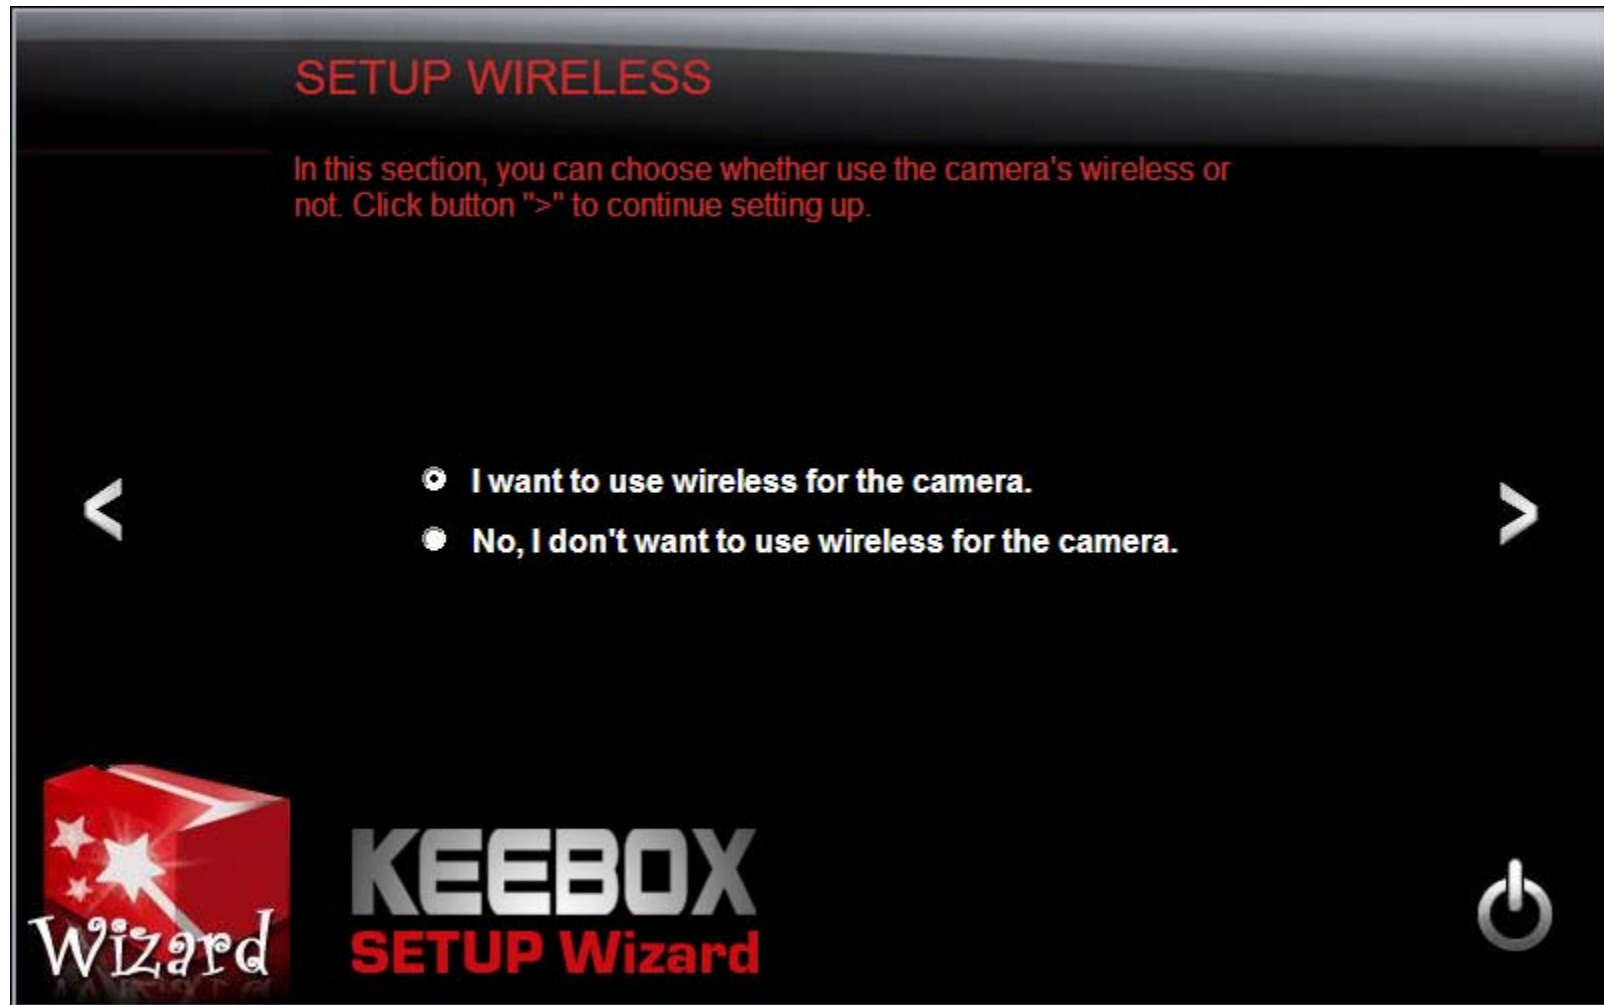 SETUP WIRELESS
In this section, you can choose whether use the camera's wireless or
not. Click button ">" to continue setting up.
I want to use wireless for the camera.
<
>
No, I don't want to use wireless for the camera.
Wizard
KEEBOX
SETUP Wizard